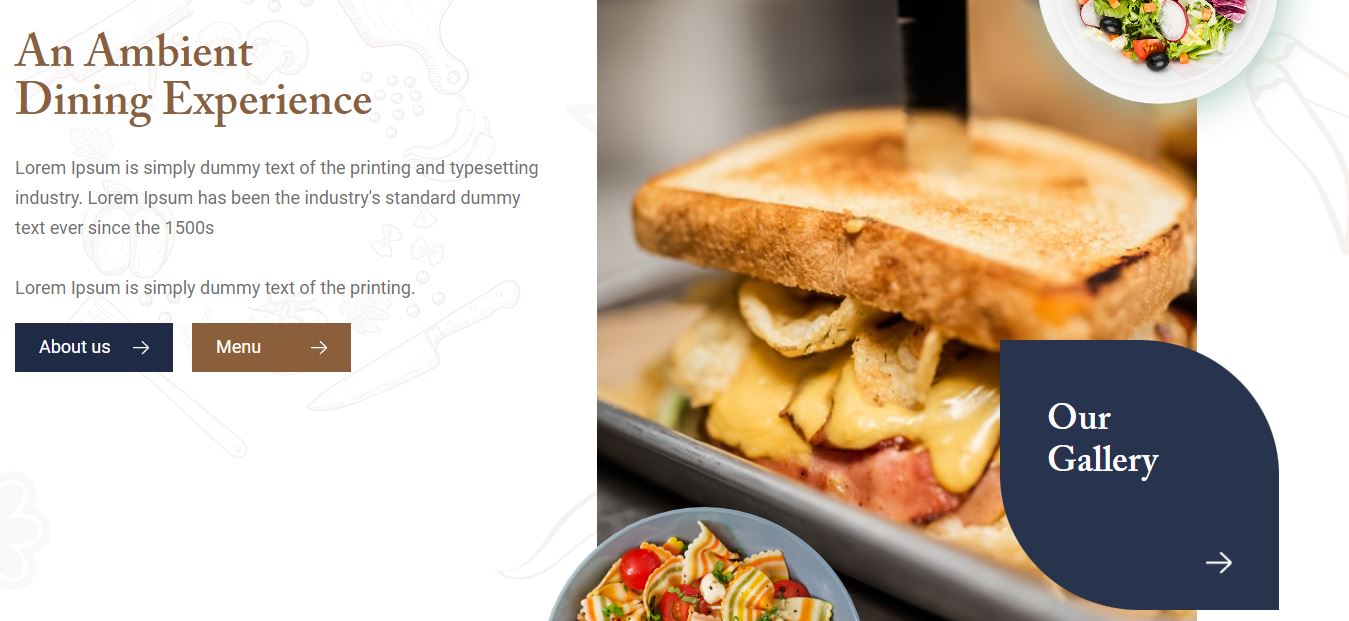 An Ambient
Dining Experience
Lorem Ipsum is simply dummy text of the printing and typesetting
industry. Lorem Ipsum has been the industry's standard dummy
text ever since the 1500s
Lorem Ipsum is simply dummy text of the printing.
About us
Menu
Our
Gallery